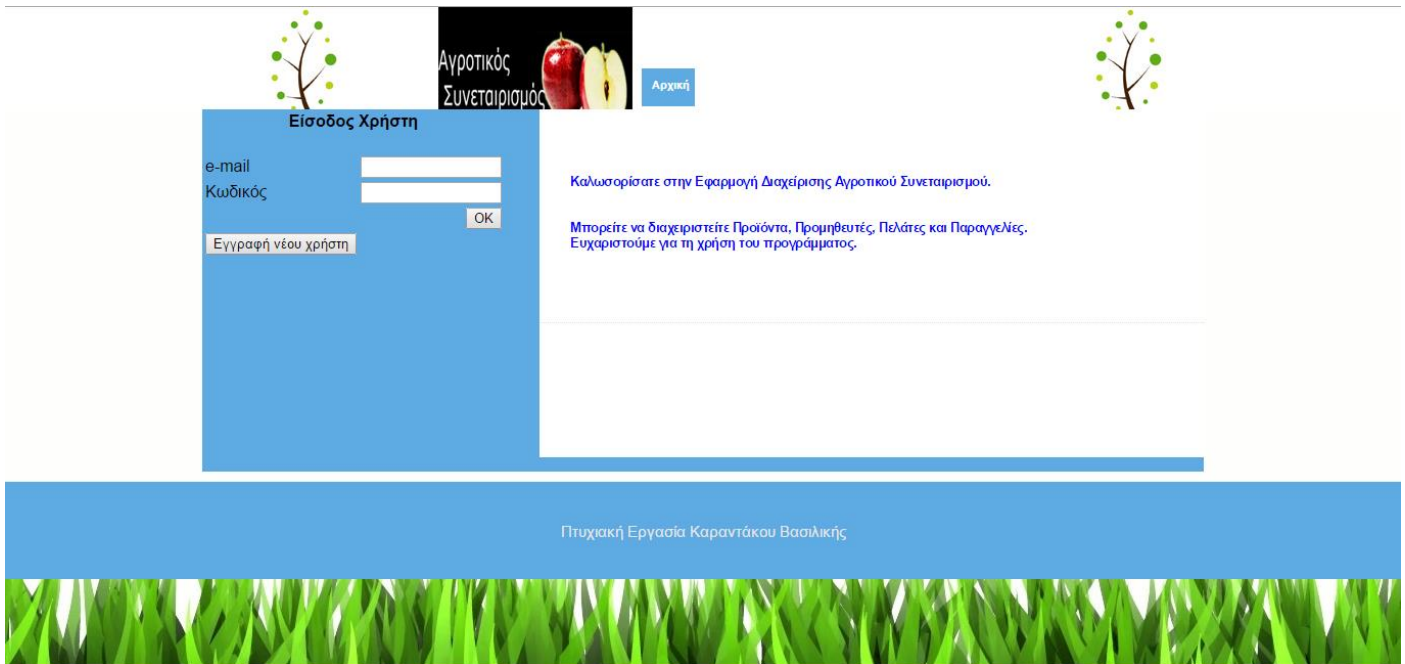 Αγροτικός
Συνεταιρισμός
Αρχική
Είσοδος Χρήστη
e-mail
Κωδικός
OK
Εγγραφή νέου χρήστη
Καλωσορίσατε στην Εφαρμογή Διαχείρισης Αγροτικού Συνεταιρισμού.
Μπορείτε να διαχειριστείτε Προϊόντα, Προμηθευτές, Πελάτες και Παραγγελίες.
Ευχαριστούμε για τη χρήση του προγράμματος.
Πτυχιακή Εργασία Καραντάκου Βασιλικής